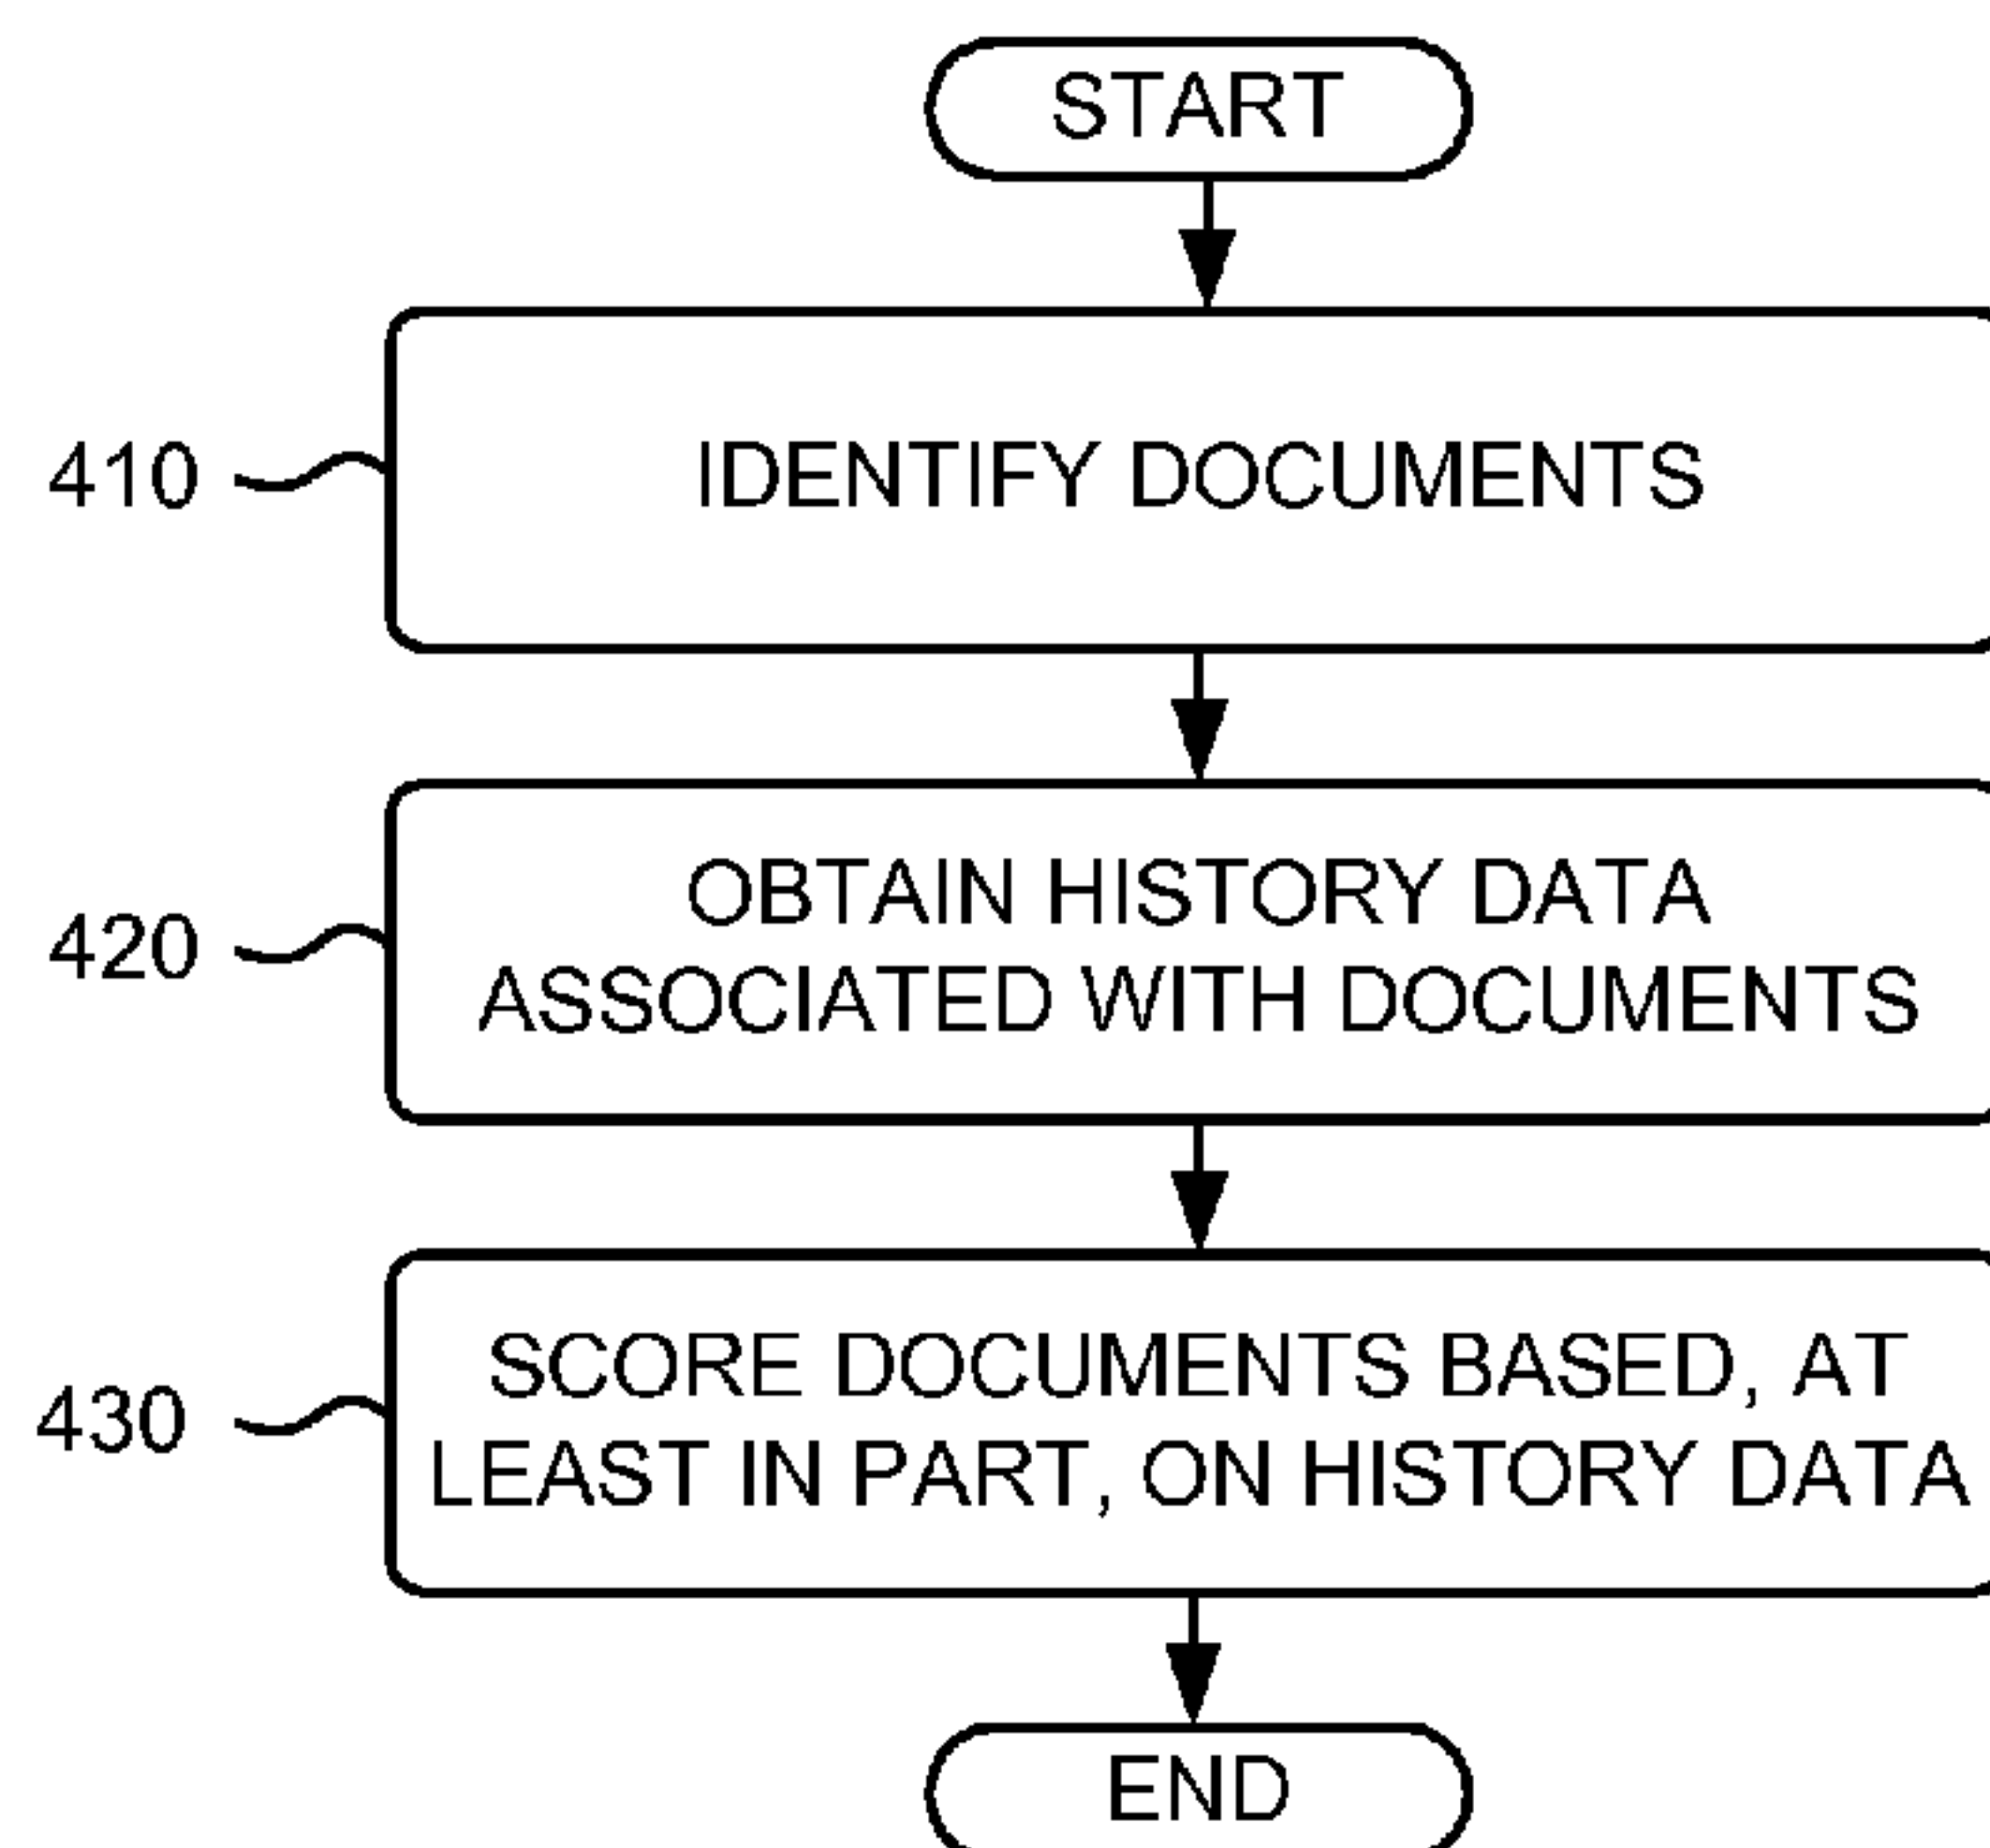 START
410
IDENTIFY DOCUMENTS
420
OBTAIN HISTORY DATA
ASSOCIATED WITH DOCUMENTS
430
SCORE DOCUMENTS BASED, AT
LEAST IN PART, ON HISTORY DATA
END